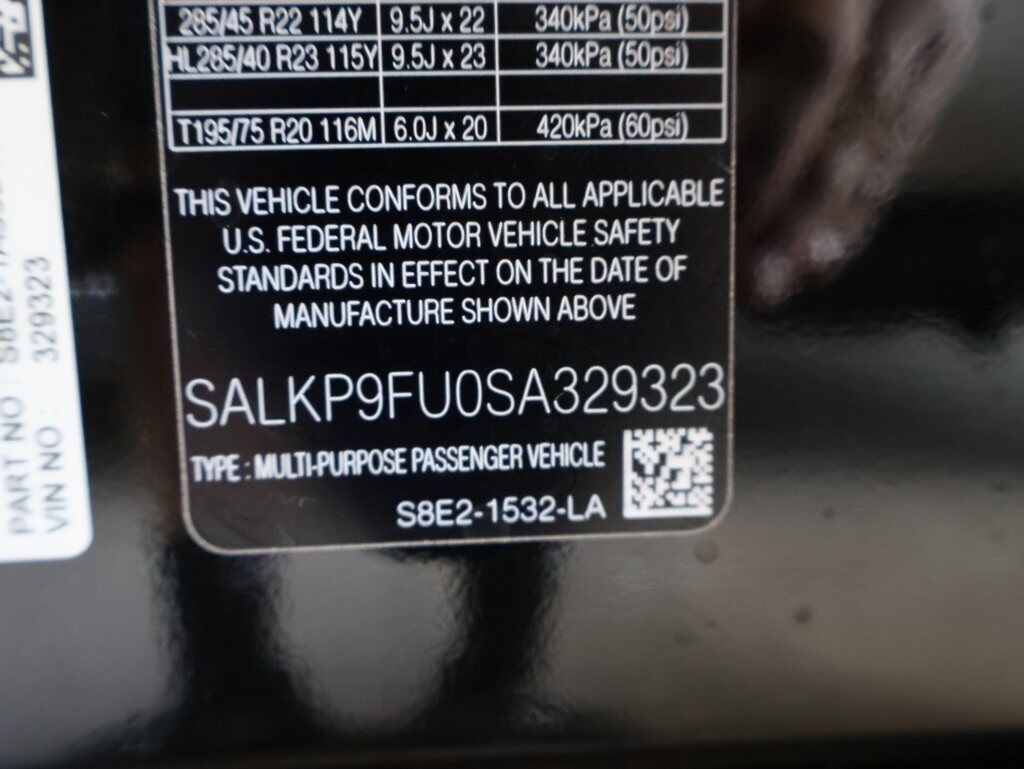 285/45 R22 114Y 9.5J x 22 340kPa (50psi)
HL285/40 R23 115Y 9.5J x 23 340kPa (50psi)
T195/75 R20 116M 6.0J x 20 420kPa (60psi)
THIS VEHICLE CONFORMS TO ALL APPLICABLE
U.S. FEDERAL MOTOR VEHICLE SAFETY
STANDARDS IN EFFECT ON THE DATE OF
MANUFACTURE SHOWN ABOVE
SALKP9FU0SA329323
TYPE : MULTI-PURPOSE PASSENGER VEHICLE
S8E2-1532-LA
PART NO :
VIN NO : 329323